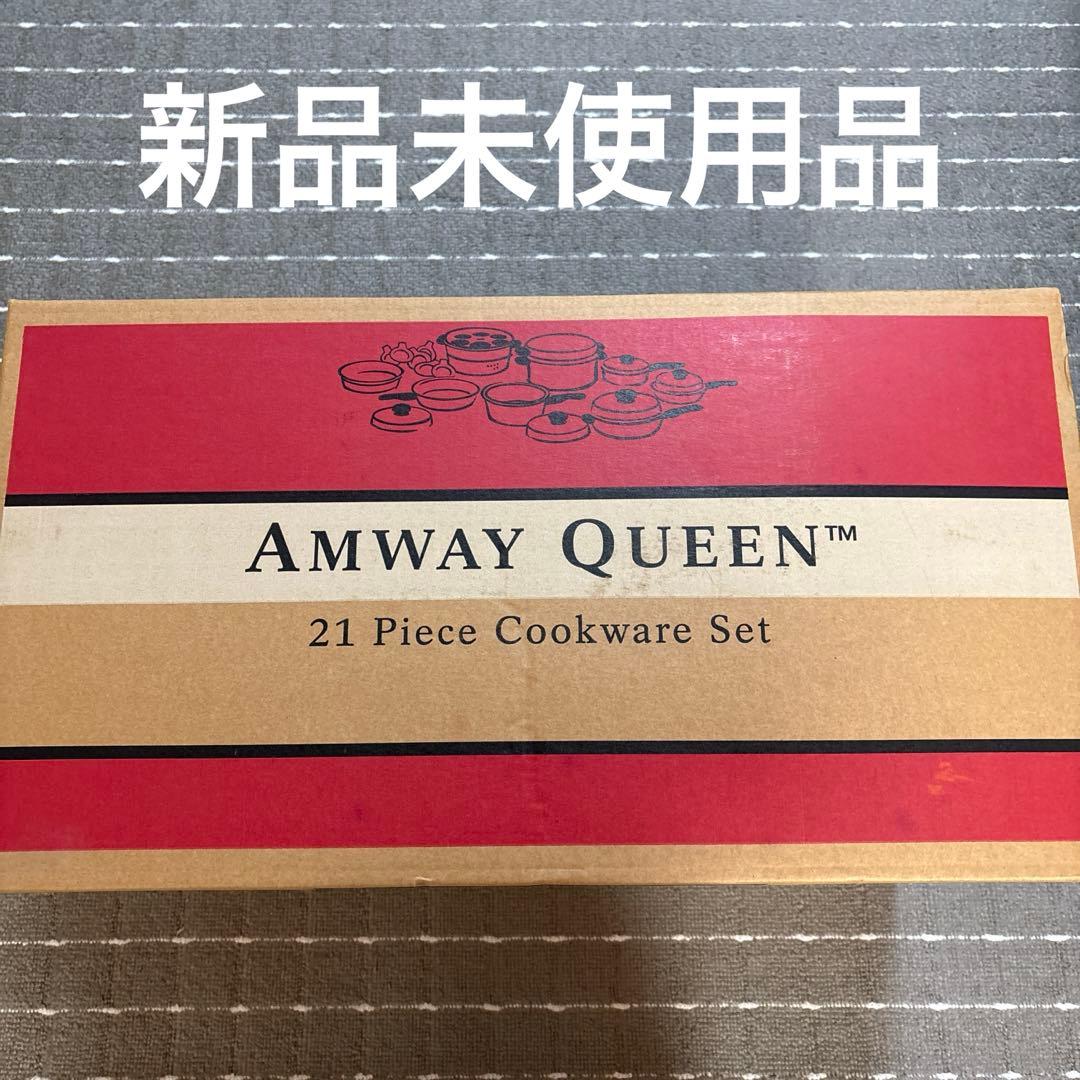 新品未使用品
AMWAY QUEEN™
21 Piece Cookware Set